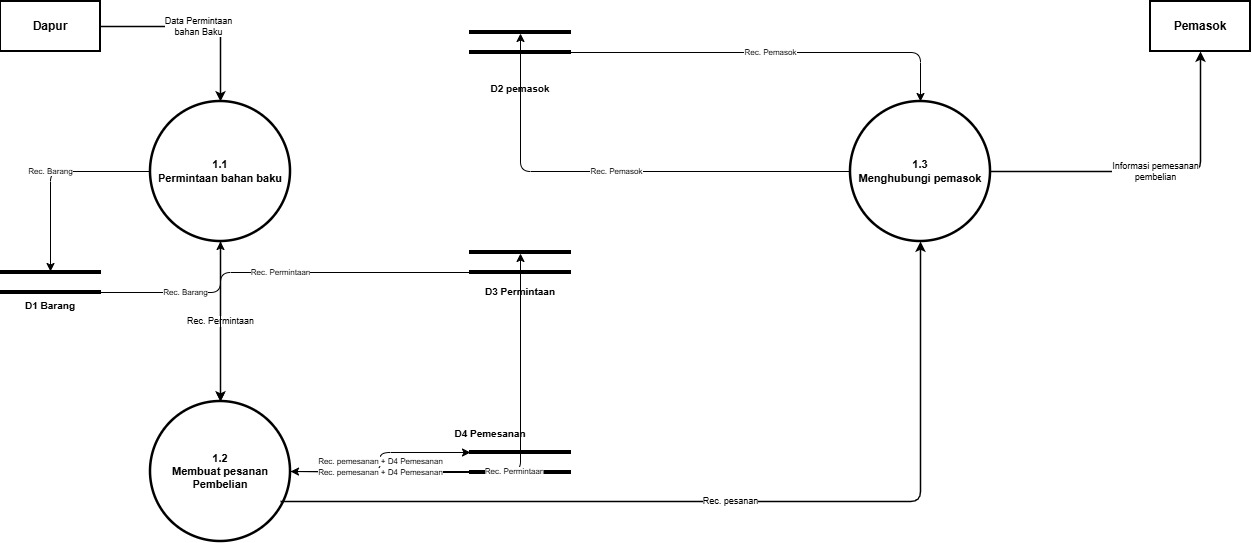 Dapur
Data Permintaan
bahan Baku
Pemasok
Rec. Pemasok
D2 pemasok
1.1
Permintaan bahan baku
Rec. Barang
Rec. Pemasok
1.3
Menghubungi pemasok
Informasi pemesanan
pembelian
Rec. Permintaan
Rec. Barang
D1 Barang
D3 Permintaan
Rec. Permintaan
D4 Pemesanan
1.2
Membuat pesanan
Pembelian
Rec. pemesanan + D4 Pemesanan
Rec. pemesanan + D4 Pemesanan
Rec. Permintaan
Rec. pesanan